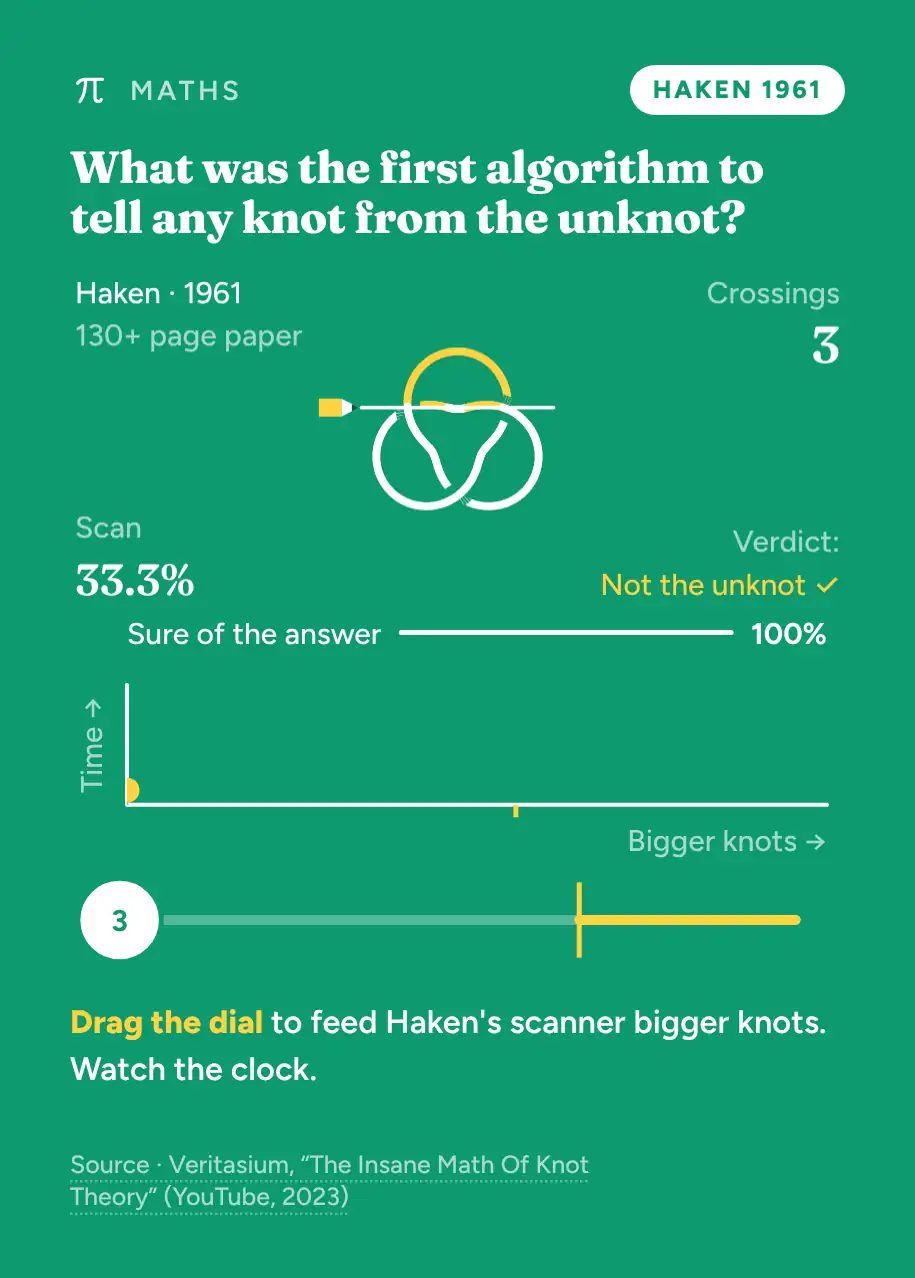 π MATHS
HAKEN 1961
What was the first algorithm to
tell any knot from the unknot?
Haken · 1961
130+ page paper
Crossings
3
Scan
33.3%
Verdict:
Not the unknot ✓
Sure of the answer
100%
Time →
Bigger knots →
3
Drag the dial to feed Haken's scanner bigger knots.
Watch the clock.
Source · Veritasium, “The Insane Math Of Knot
Theory” (YouTube, 2023)